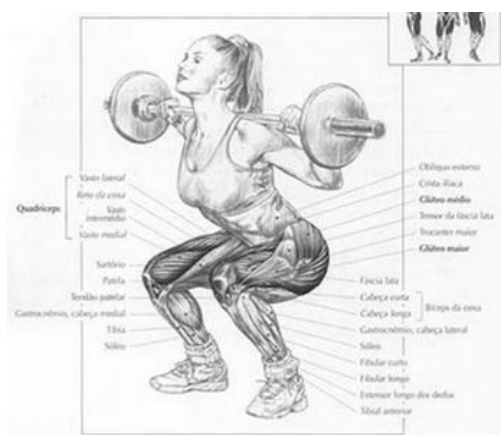 Vasto lateral
Reto da coxa
Vasto
intermédio
Vasto medial
Quadríceps
Sartório
Patela
Tendão patelar
Gastrocnêmio, cabeça medial
Tíbia
Sóleo
Oblíquo externo
Crista ilíaca
Glúteo médio
Tensor da fáscia lata
Trocanter maior
Glúteo maior
Fáscia lata
Cabeça curta
Cabeça longa
Bíceps da coxa
Gastrocnêmio, cabeça lateral
Sóleo
Fibular curto
Fibular longo
Extensor longo dos dedos
Tibial anterior